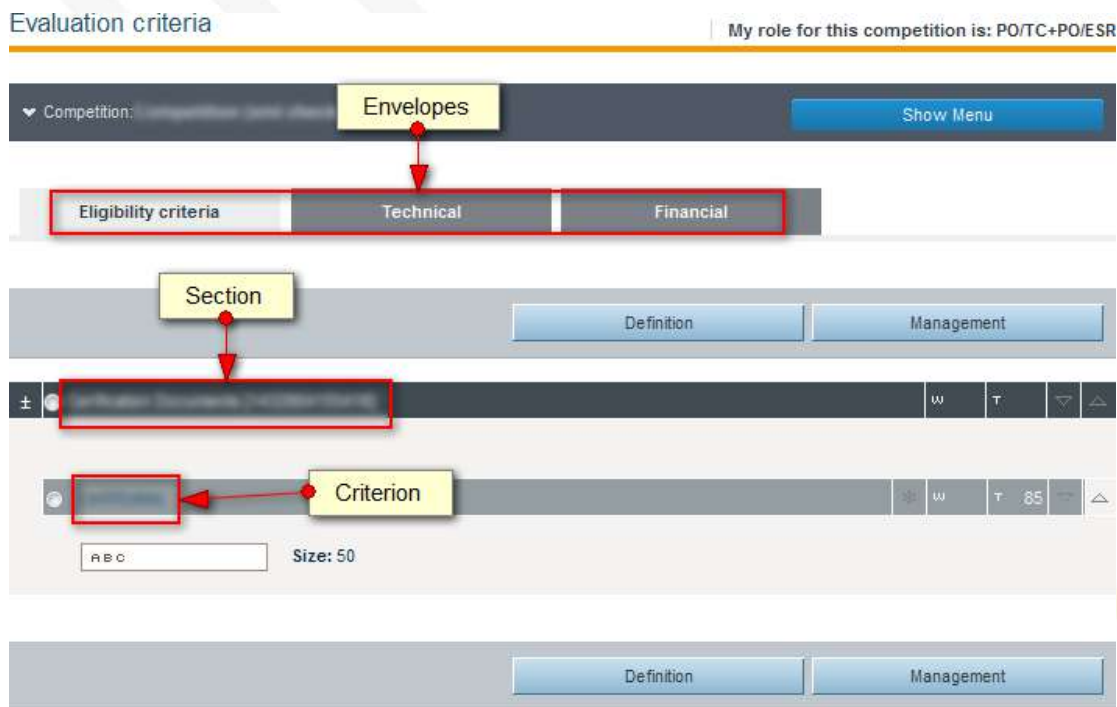 Evaluation criteria
My role for this competition is: PO/TC+PO/ESR
Competition:
Envelopes
Show Menu
Eligibility criteria Technical Financial
Section
Definition Management
± W T
Criterion
* W T 85
ABC Size: 50
Definition Management